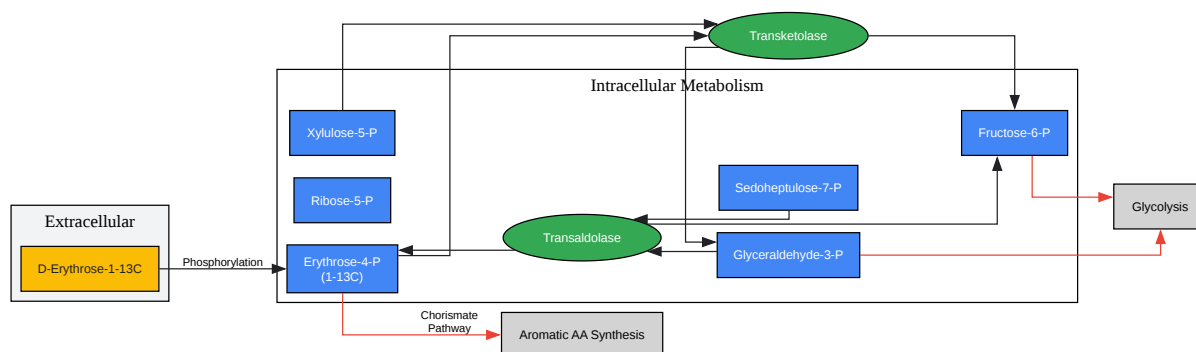 Transketolase
Intracellular Metabolism
Xylulose-5-P
Fructose-6-P
Sedoheptulose-7-P
Ribose-5-P
Glycolysis
Extracellular
Transaldolase
Glyceraldehyde-3-P
D-Erythrose-1-13C
Phosphorylation
Erythrose-4-P
(1-13C)
Chorismate
Pathway
Aromatic AA Synthesis